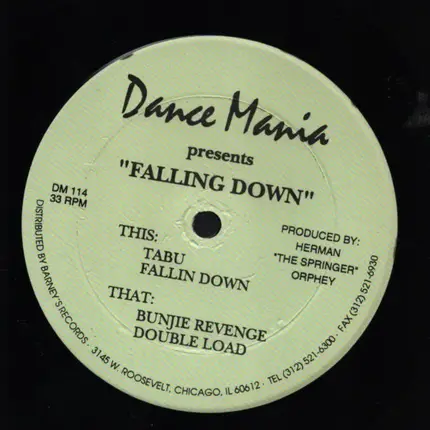 Dance Mania
presents
"FALLING DOWN"
DM 114
33 RPM
THIS:
TABU
FALLIN DOWN
THAT:
BUNJIE REVENGE
DOUBLE LOAD
PRODUCED BY:
HERMAN
"THE SPRINGER"
ORPHEY
DISTRIBUTED BY BARNEY'S RECORDS · 3145 W. ROOSEVELT, CHICAGO, IL 60612 · TEL (312) 521-6300 · FAX (312) 521-6930